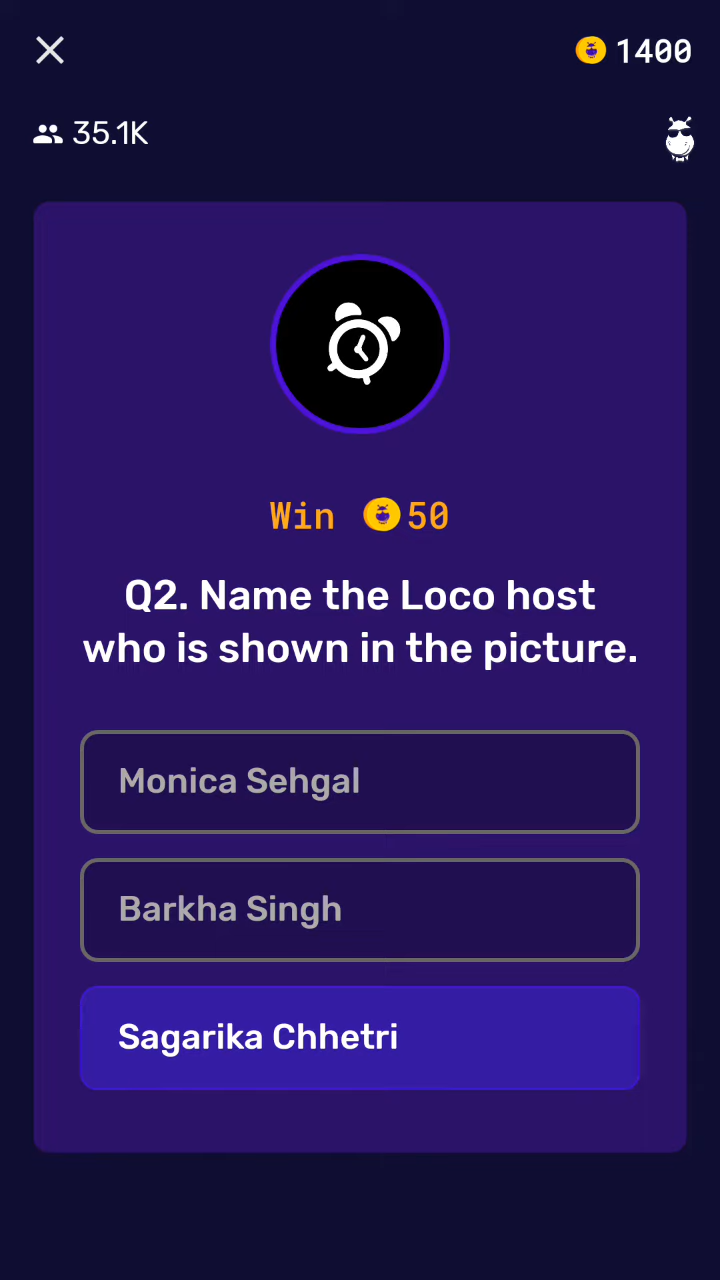 1400
35.1K
Win 50
Q2. Name the Loco host
who is shown in the picture.
Monica Sehgal
Barkha Singh
Sagarika Chhetri